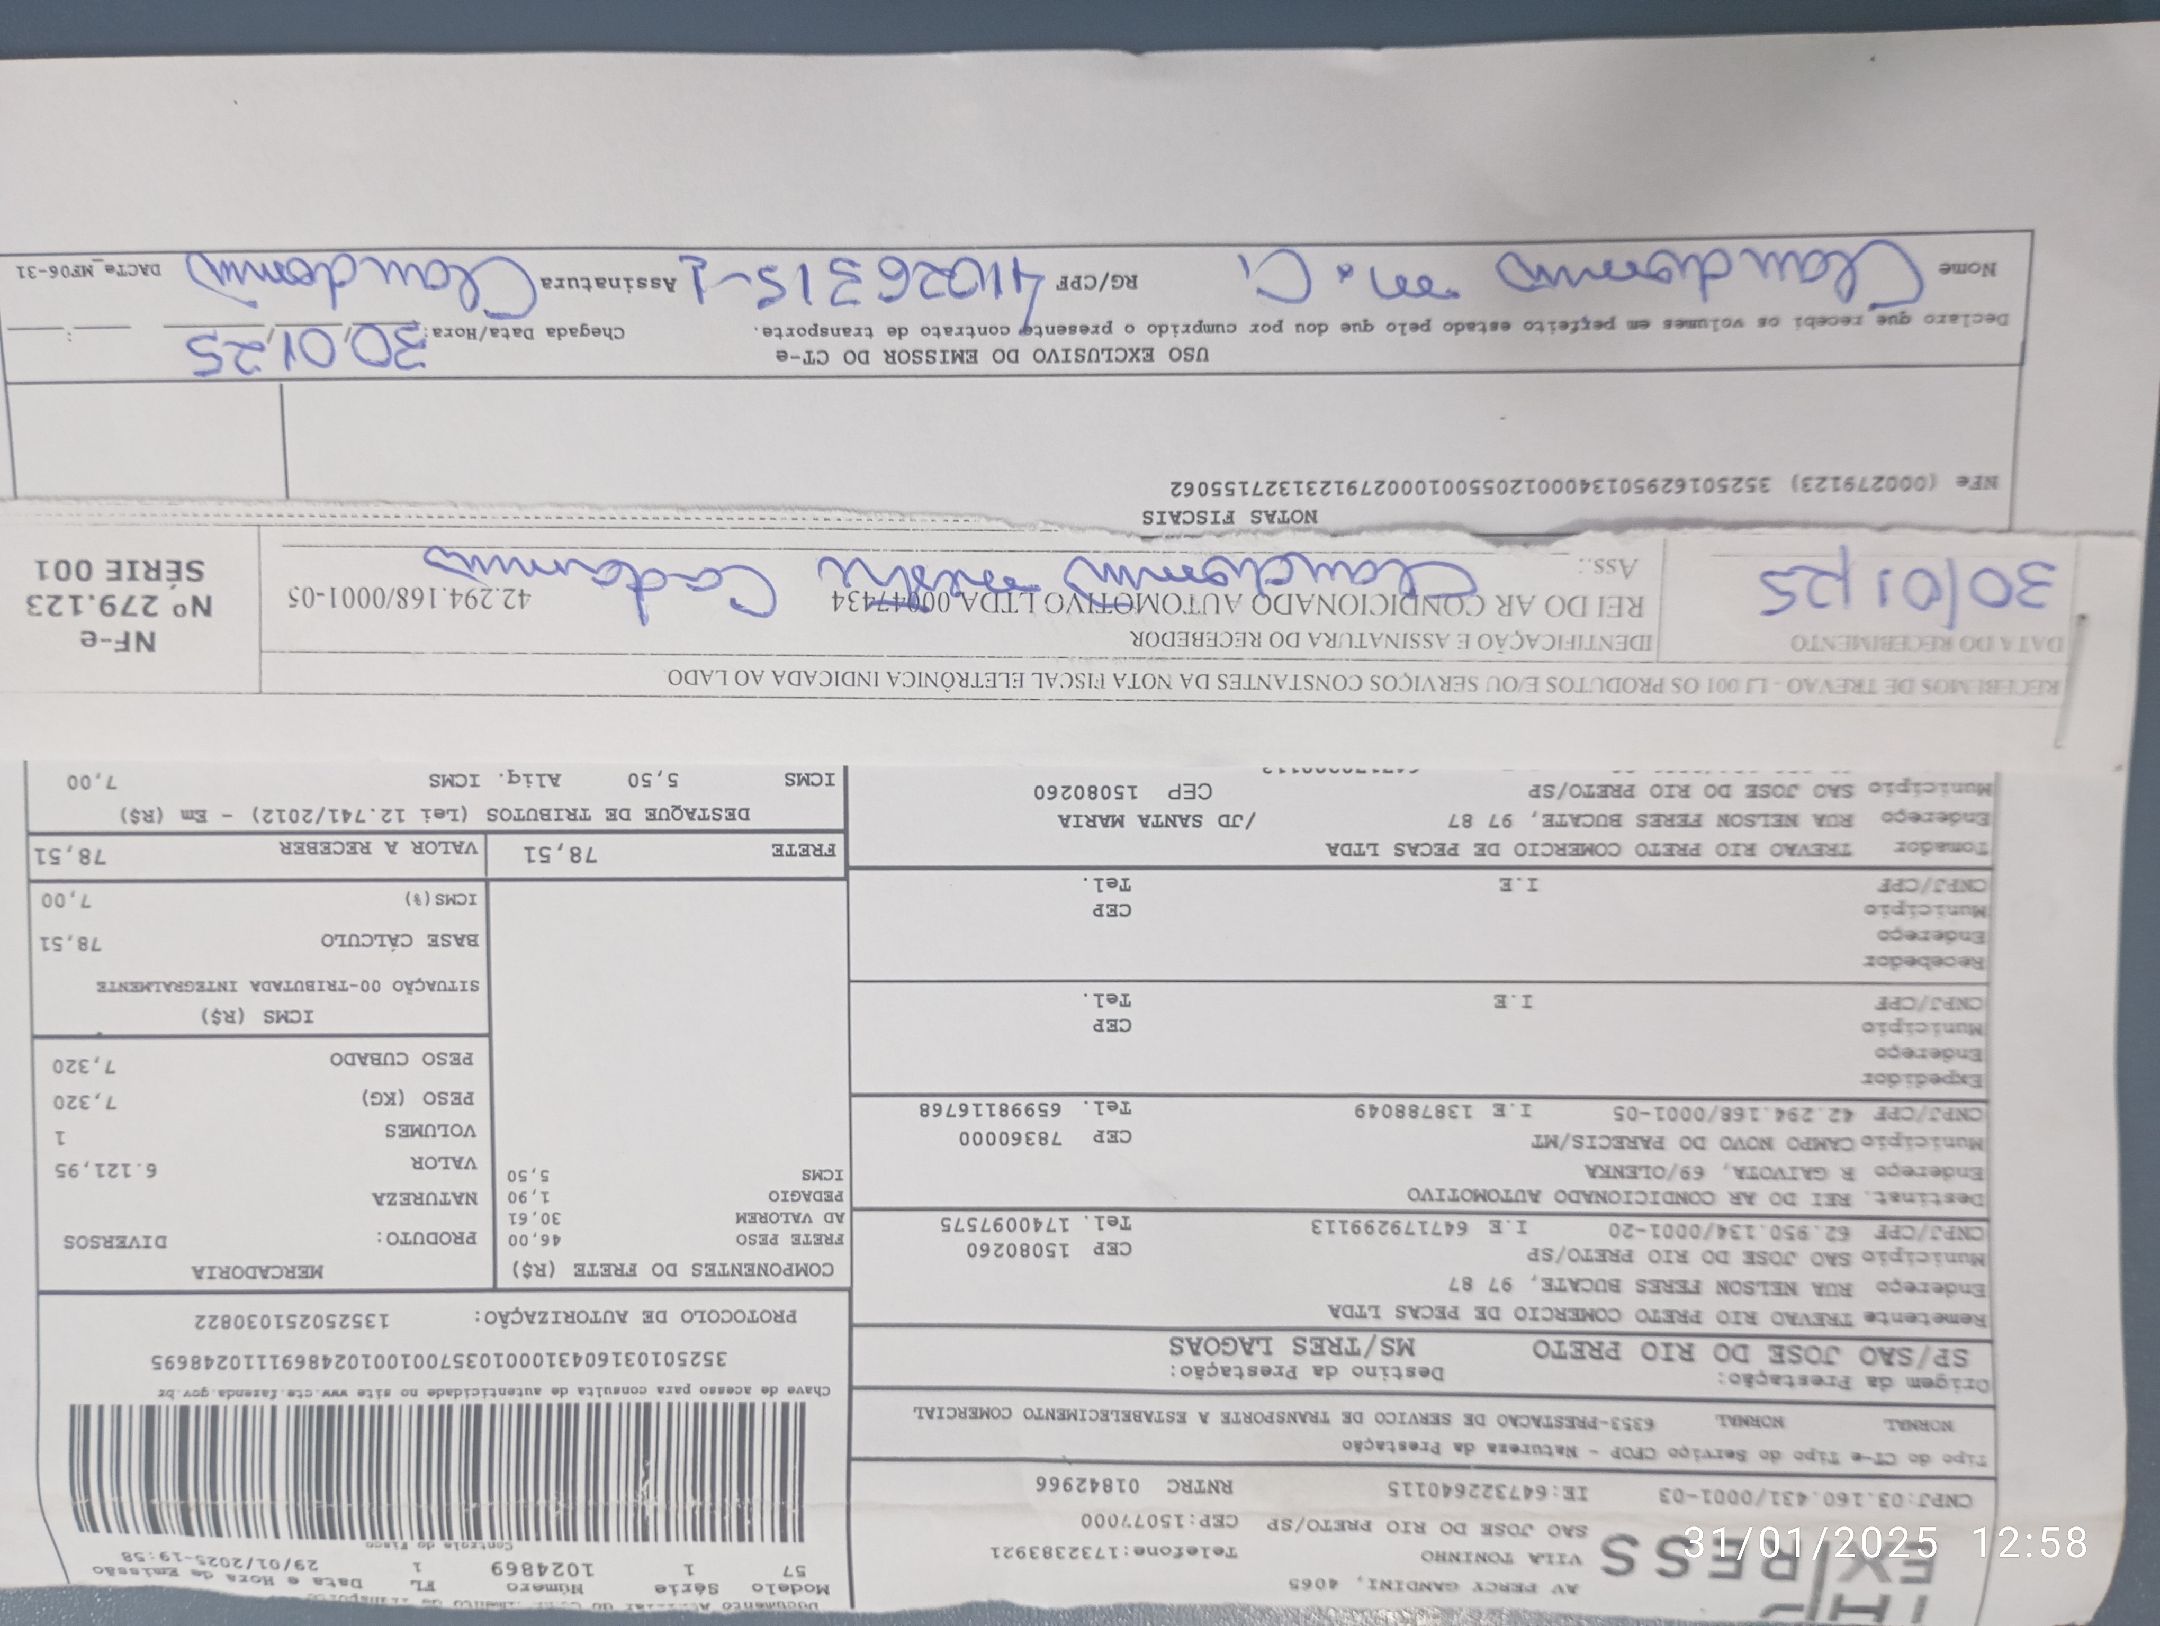 31/01/2025 12:58
EX RESS
AV PERCY GANDINI, 4065
VILA TONINHO Telefone:1732383921
SAO JOSE DO RIO PRETO/SP CEP:15077000
CNPJ:03.160.431/0001-03 IE:647322640115 RNTRC 01842966
Modelo Série Número FL Data e Hora de Emissão
57 1 1024869 1 29/01/2025-19:58
Controle do Fisco
Chave de acesso para consulta de autenticidade no site www.cte.fazenda.gov.br
35250103160431000103570010010248691110248695
PROTOCOLO DE AUTORIZAÇÃO: 135250251030822
Tipo do CT-e Tipo do Serviço CFOP - Natureza da Prestação
NORMAL NORMAL 6353-PRESTACAO DE SERVICO DE TRANSPORTE A ESTABELECIMENTO COMERCIAL
Origem da Prestação: Destino da Prestação:
SP/SAO JOSE DO RIO PRETO MS/TRES LAGOAS
Remetente TREVAO RIO PRETO COMERCIO DE PECAS LTDA
Endereço RUA NELSON FERES BUCATE, 97 87
Município SAO JOSE DO RIO PRETO/SP CEP 15080260
CNPJ/CPF 62.950.134/0001-20 I.E 647179299113 Tel. 1740097575
Destinat. REI DO AR CONDICIONADO AUTOMOTIVO
Endereço R GAIVOTA, 69/OLENKA
Município CAMPO NOVO DO PARECIS/MT CEP 78360000
CNPJ/CPF 42.294.168/0001-05 I.E 138788049 Tel. 65998116768
Expedidor
Endereço
Município CEP
CNPJ/CPF I.E Tel.
Recebedor
Endereço
Município CEP
CNPJ/CPF I.E Tel.
Tomador TREVAO RIO PRETO COMERCIO DE PECAS LTDA
Endereço RUA NELSON FERES BUCATE, 97 87 /JD SANTA MARIA
Município SAO JOSE DO RIO PRETO/SP CEP 15080260
COMPONENTES DO FRETE (R$)
FRETE PESO 46,00
AD VALOREM 30,61
PEDAGIO 1,90
ICMS 5,50
MERCADORIA
PRODUTO: DIVERSOS
NATUREZA
VALOR 6.121,95
VOLUMES 1
PESO (KG) 7,320
PESO CUBADO 7,320
ICMS (R$)
SITUAÇÃO 00-TRIBUTADA INTEGRALMENTE
BASE CÁLCULO 78,51
ICMS(%) 7,00
FRETE 78,51 VALOR A RECEBER 78,51
DESTAQUE DE TRIBUTOS (Lei 12.741/2012) - Em (R$)
ICMS 5,50 Aliq. ICMS 7,00
RECEBEMOS DE TREVAO - LJ 001 OS PRODUTOS E/OU SERVIÇOS CONSTANTES DA NOTA FISCAL ELETRÔNICA INDICADA AO LADO
DATA DO RECEBIMENTO
30/01/25
IDENTIFICAÇÃO E ASSINATURA DO RECEBEDOR
REI DO AR CONDICIONADO AUTOMOTIVO LTDA 00047434 42.294.168/0001-05
Ass.:
NF-e
Nº 279.123
SÉRIE 001
NOTAS FISCAIS
NFe (000279123) 35250162950134000120550010002791231327155062
USO EXCLUSIVO DO EMISSOR DO CT-e
Declaro que recebi os volumes em perfeito estado pelo que dou por cumprido o presente contrato de transporte. Chegada Data/Hora: 30/01/25
Nome RG/CPF 41026315-1 Assinatura DACTe_MF06-31